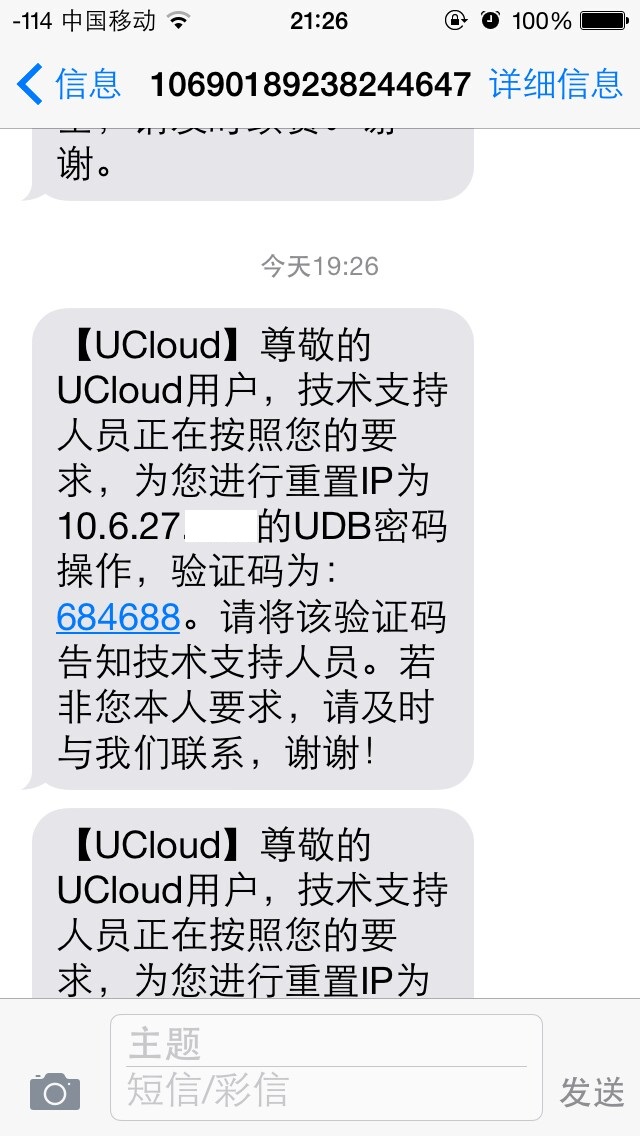 -114 中国移动 21:26 100%
信息 10690189238244647 详细信息
谢。
今天19:26
【UCloud】尊敬的
UCloud用户，技术支持
人员正在按照您的要
求，为您进行重置IP为
10.6.27. 的UDB密码
操作，验证码为：
684688。请将该验证码
告知技术支持人员。若
非您本人要求，请及时
与我们联系，谢谢！
【UCloud】尊敬的
UCloud用户，技术支持
人员正在按照您的要
求，为您进行重置IP为
主题
短信/彩信
发送